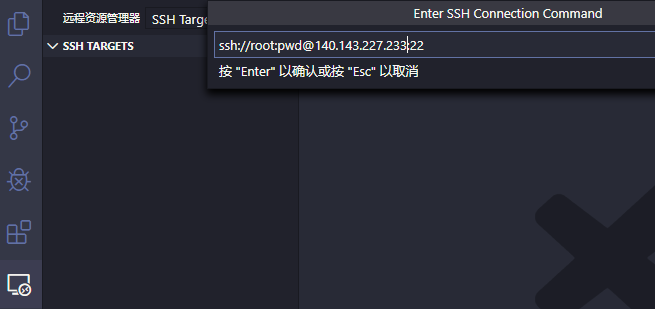 Enter SSH Connection Command
远程资源管理器 SSH Targe
SSH TARGETS
ssh://root:pwd@140.143.227.233:22
按 "Enter" 以确认或按 "Esc" 以取消